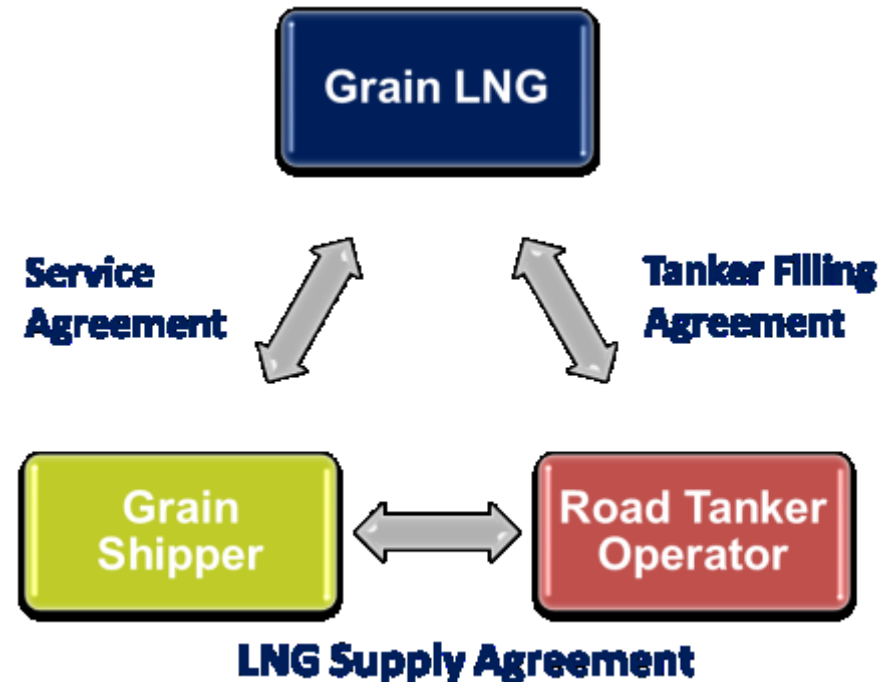 Grain LNG
Service
Agreement
Tanker Filling
Agreement
Grain
Shipper
Road Tanker
Operator
LNG Supply Agreement